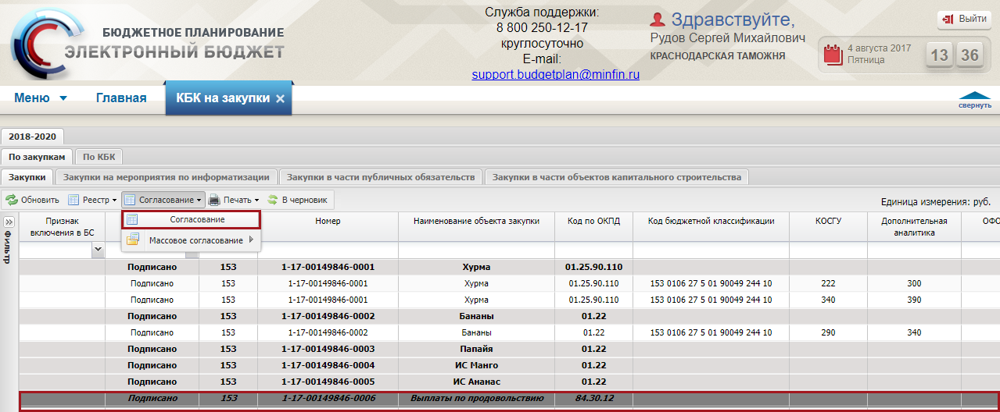 БЮДЖЕТНОЕ ПЛАНИРОВАНИЕ
ЭЛЕКТРОННЫЙ БЮДЖЕТ
Служба поддержки:
8 800 250-12-17
круглосуточно
E-mail:
support.budgetplan@minfin.ru
Здравствуйте,
Рудов Сергей Михайлович
КРАСНОДАРСКАЯ ТАМОЖНЯ
Выйти
4 августа 2017
Пятница
13 36
Меню Главная КБК на закупки
свернуть
2018-2020
По закупкам По КБК
Закупки Закупки на мероприятия по информатизации Закупки в части публичных обязательств Закупки в части объектов капитального строительства
Обновить Реестр Согласование Печать В черновик Единица измерения: руб.
Согласование
Массовое согласование
Фильтр
Признак включения в БС Номер Наименование объекта закупки Код по ОКПД Код бюджетной классификации КОСГУ Дополнительная аналитика ОФО
Подписано 153 1-17-00149846-0001 Хурма 01.25.90.110
Подписано 153 1-17-00149846-0001 Хурма 01.25.90.110 153 0106 27 5 01 90049 244 10 222 300
Подписано 153 1-17-00149846-0001 Хурма 01.25.90.110 153 0106 27 5 01 90049 244 10 340 390
Подписано 153 1-17-00149846-0002 Бананы 01.22
Подписано 153 1-17-00149846-0002 Бананы 01.22 153 0106 27 5 01 90049 244 10 290 340
Подписано 153 1-17-00149846-0003 Папайя 01.22
Подписано 153 1-17-00149846-0004 ИС Манго 01.22
Подписано 153 1-17-00149846-0005 ИС Ананас 01.22
Подписано 153 1-17-00149846-0006 Выплаты по продовольствию 84.30.12